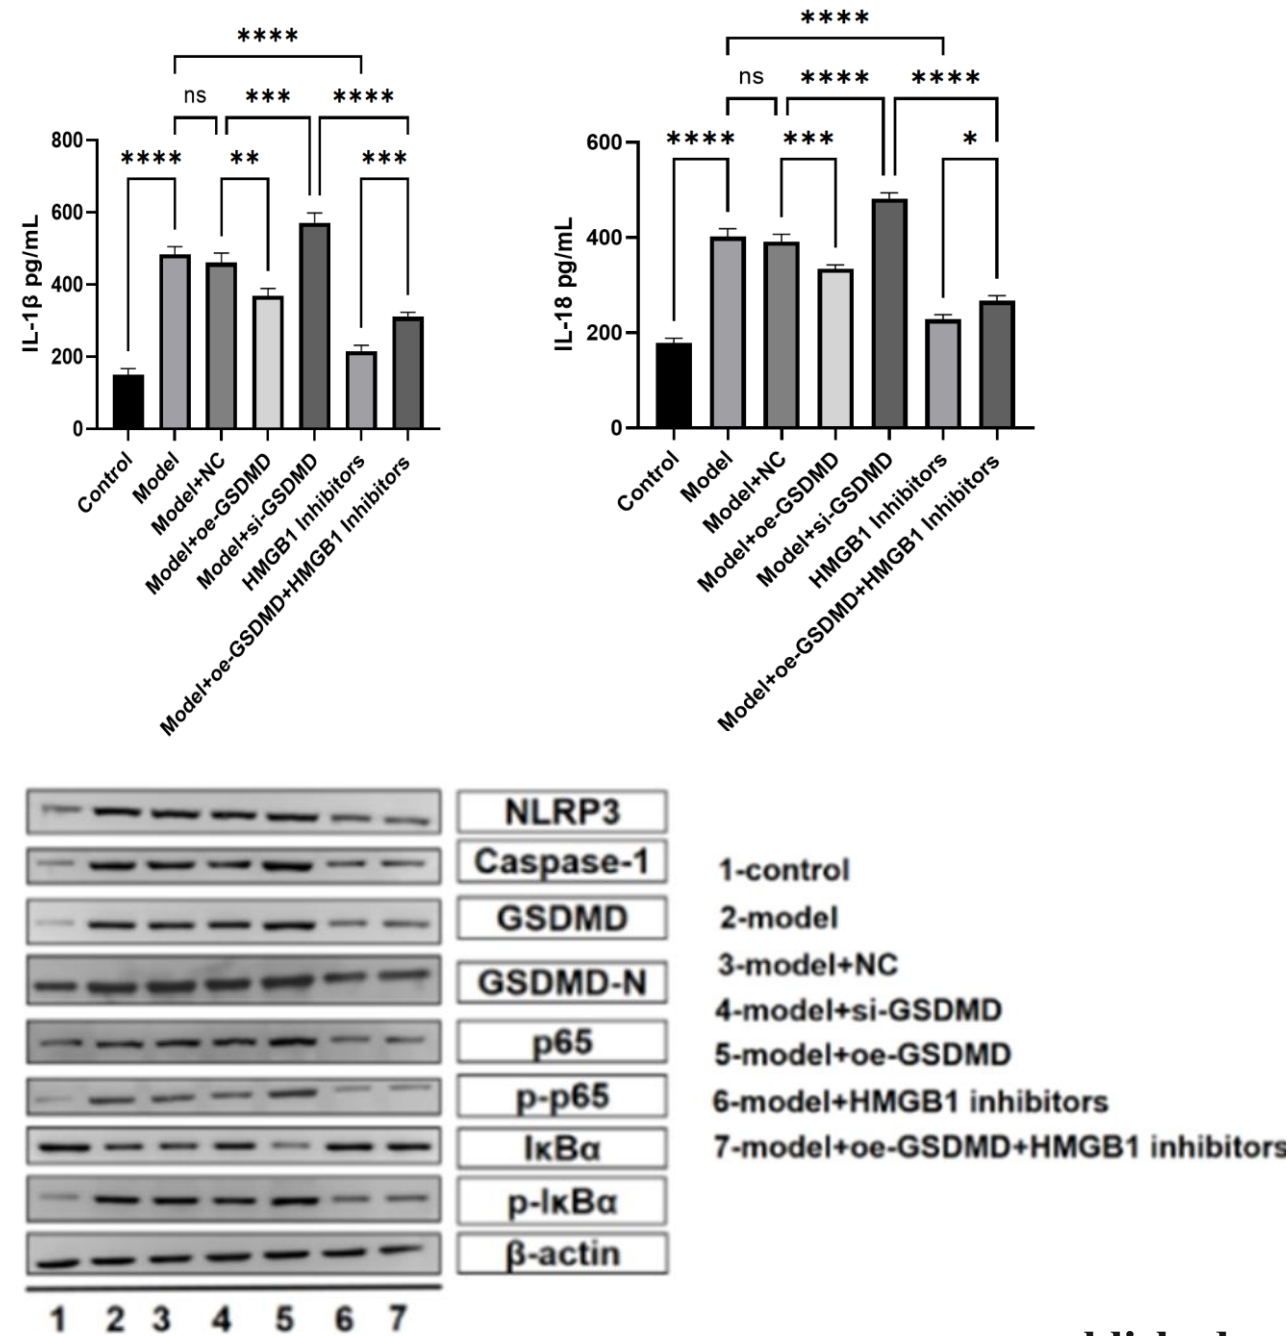 ****
ns *** ****
**** ** ***
800
600
400
200
0
IL-1β pg/mL
Control
Model
Model+NC
Model+oe-GSDMD
Model+si-GSDMD
HMGB1 Inhibitors
Model+oe-GSDMD+HMGB1 Inhibitors
****
ns **** ****
**** *** *
600
400
200
0
IL-18 pg/mL
Control
Model
Model+NC
Model+oe-GSDMD
Model+si-GSDMD
HMGB1 Inhibitors
Model+oe-GSDMD+HMGB1 Inhibitors
NLRP3
Caspase-1
GSDMD
GSDMD-N
p65
p-p65
IκBα
p-IκBα
β-actin
1 2 3 4 5 6 7
1-control
2-model
3-model+NC
4-model+si-GSDMD
5-model+oe-GSDMD
6-model+HMGB1 inhibitors
7-model+oe-GSDMD+HMGB1 inhibitors